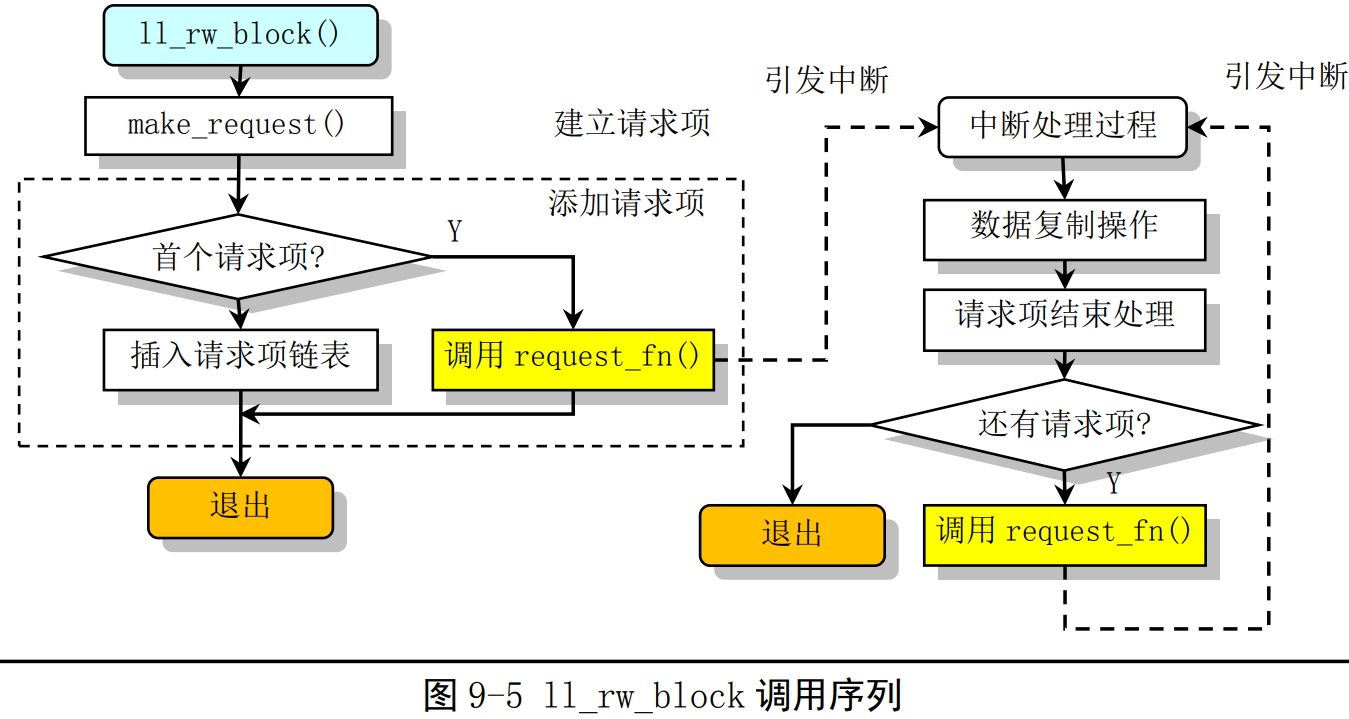 ll_rw_block()
make_request()
建立请求项
添加请求项
首个请求项?
Y
插入请求项链表
调用 request_fn()
退出
引发中断
引发中断
中断处理过程
数据复制操作
请求项结束处理
还有请求项?
Y
退出
调用 request_fn()
图 9-5 ll_rw_block 调用序列